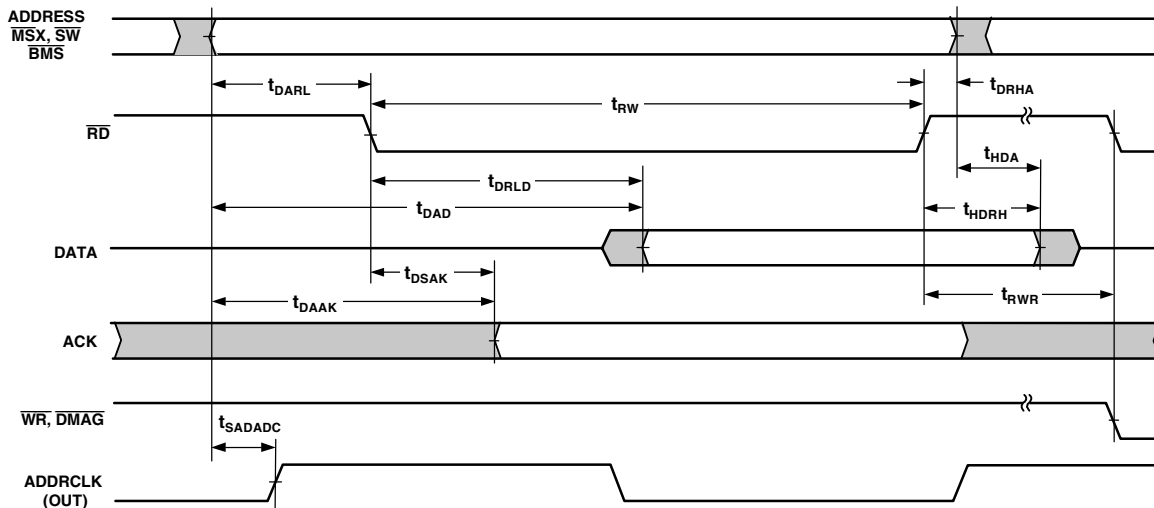 ADDRESS
MSX, SW
BMS
tDARL
tRW
tDRHA
RD
tHDA
tDRLD
tDAD
tHDRH
DATA
tDSAK
tDAAK
tRWR
ACK
WR, DMAG
tSADADC
ADDRCLK
(OUT)